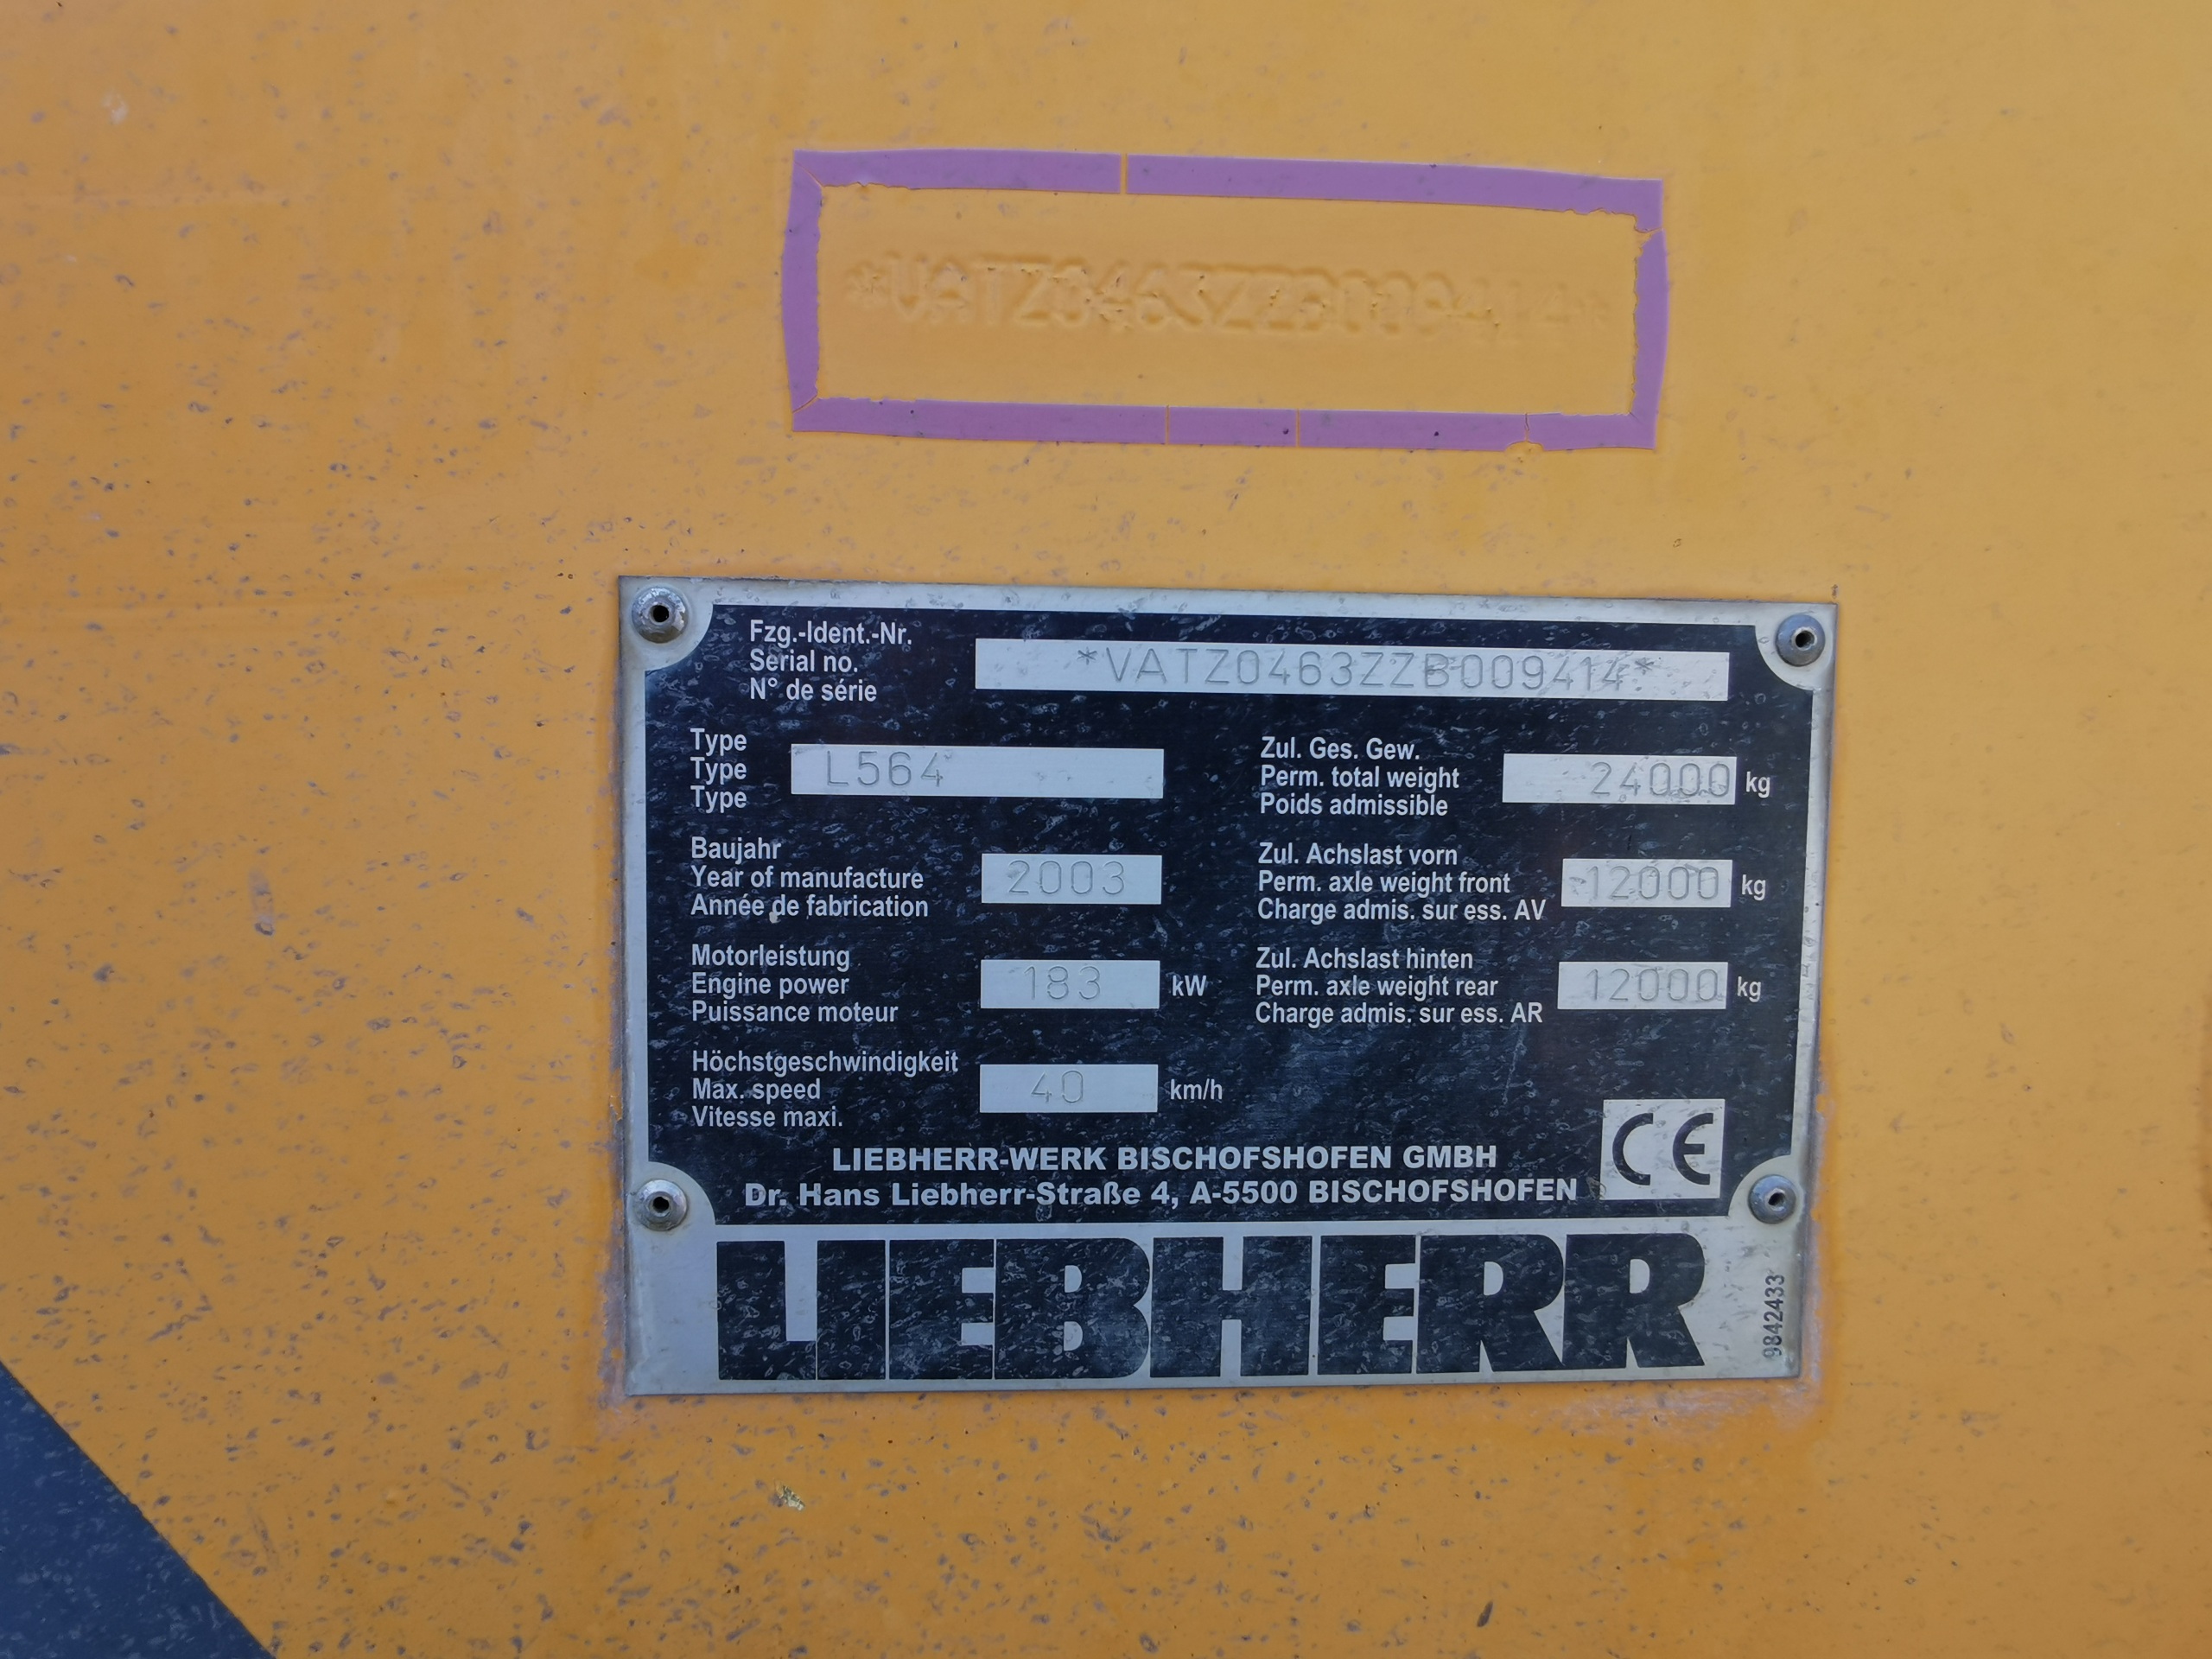 *VATZ0463ZZB009414*
Fzg.-Ident.-Nr.
Serial no.
N° de série
*VATZ0463ZZB009414*
Type
Type
Type
L564
Zul. Ges. Gew.
Perm. total weight
Poids admissible
24000 kg
Baujahr
Year of manufacture
Année de fabrication
2003
Zul. Achslast vorn
Perm. axle weight front
Charge admis. sur ess. AV
12000 kg
Motorleistung
Engine power
Puissance moteur
183 kW
Zul. Achslast hinten
Perm. axle weight rear
Charge admis. sur ess. AR
12000 kg
Höchstgeschwindigkeit
Max. speed
Vitesse maxi.
40 km/h
LIEBHERR-WERK BISCHOFSHOFEN GMBH
Dr. Hans Liebherr-Straße 4, A-5500 BISCHOFSHOFEN
CE
LIEBHERR
9842433